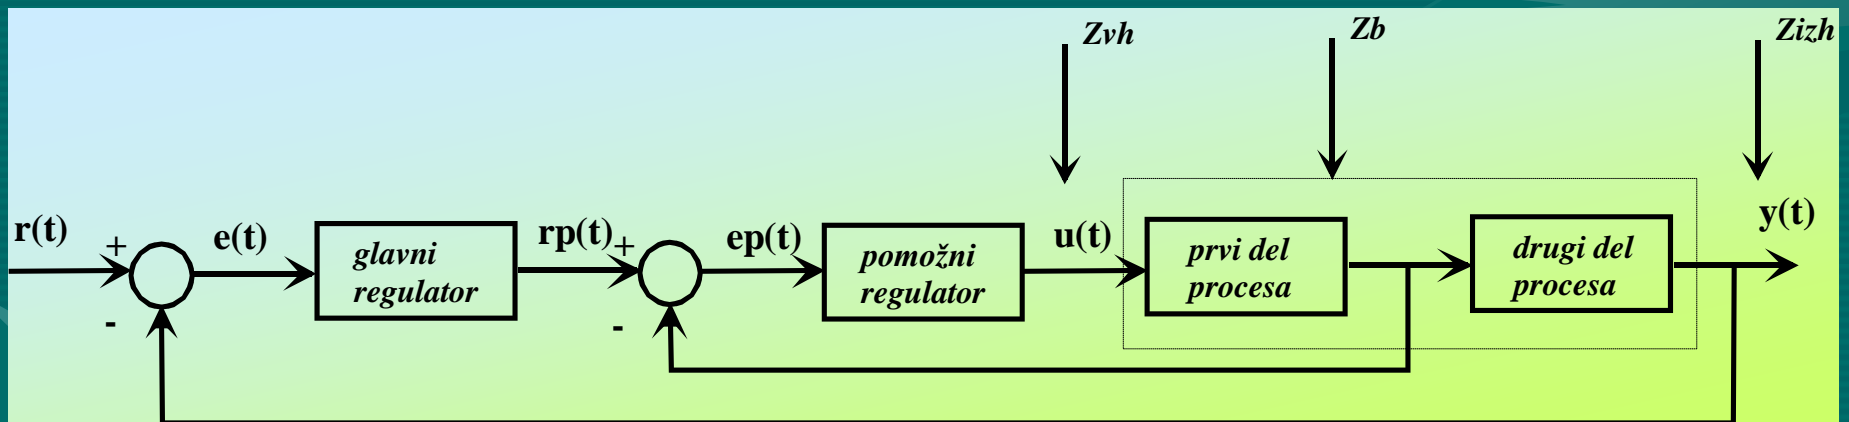 Zvh
Zb
Zizh
r(t)
+
-
e(t)
glavni
regulator
rp(t)
+
-
ep(t)
pomožni
regulator
u(t)
prvi del
procesa
drugi del
procesa
y(t)